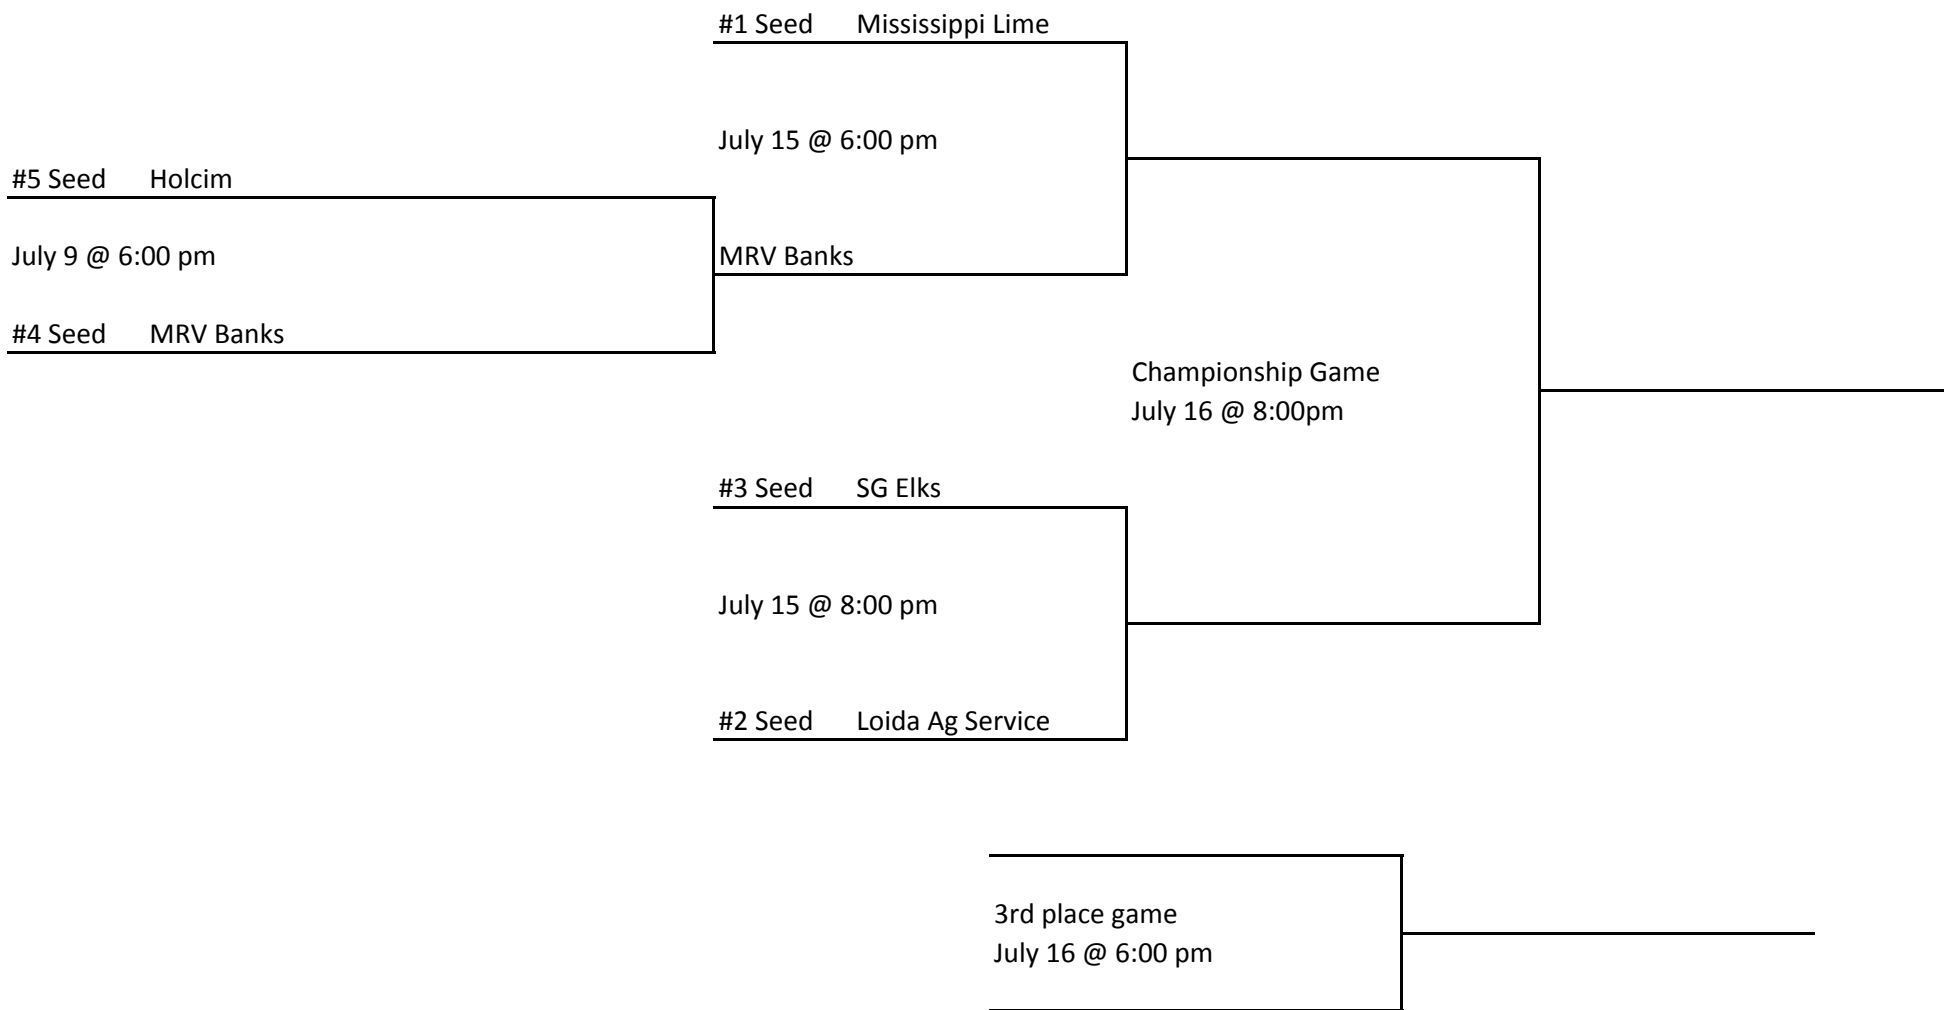 #1 Seed Mississippi Lime
July 15 @ 6:00 pm
#5 Seed Holcim
July 9 @ 6:00 pm
MRV Banks
#4 Seed MRV Banks
Championship Game
July 16 @ 8:00pm
#3 Seed SG Elks
July 15 @ 8:00 pm
#2 Seed Loida Ag Service
3rd place game
July 16 @ 6:00 pm